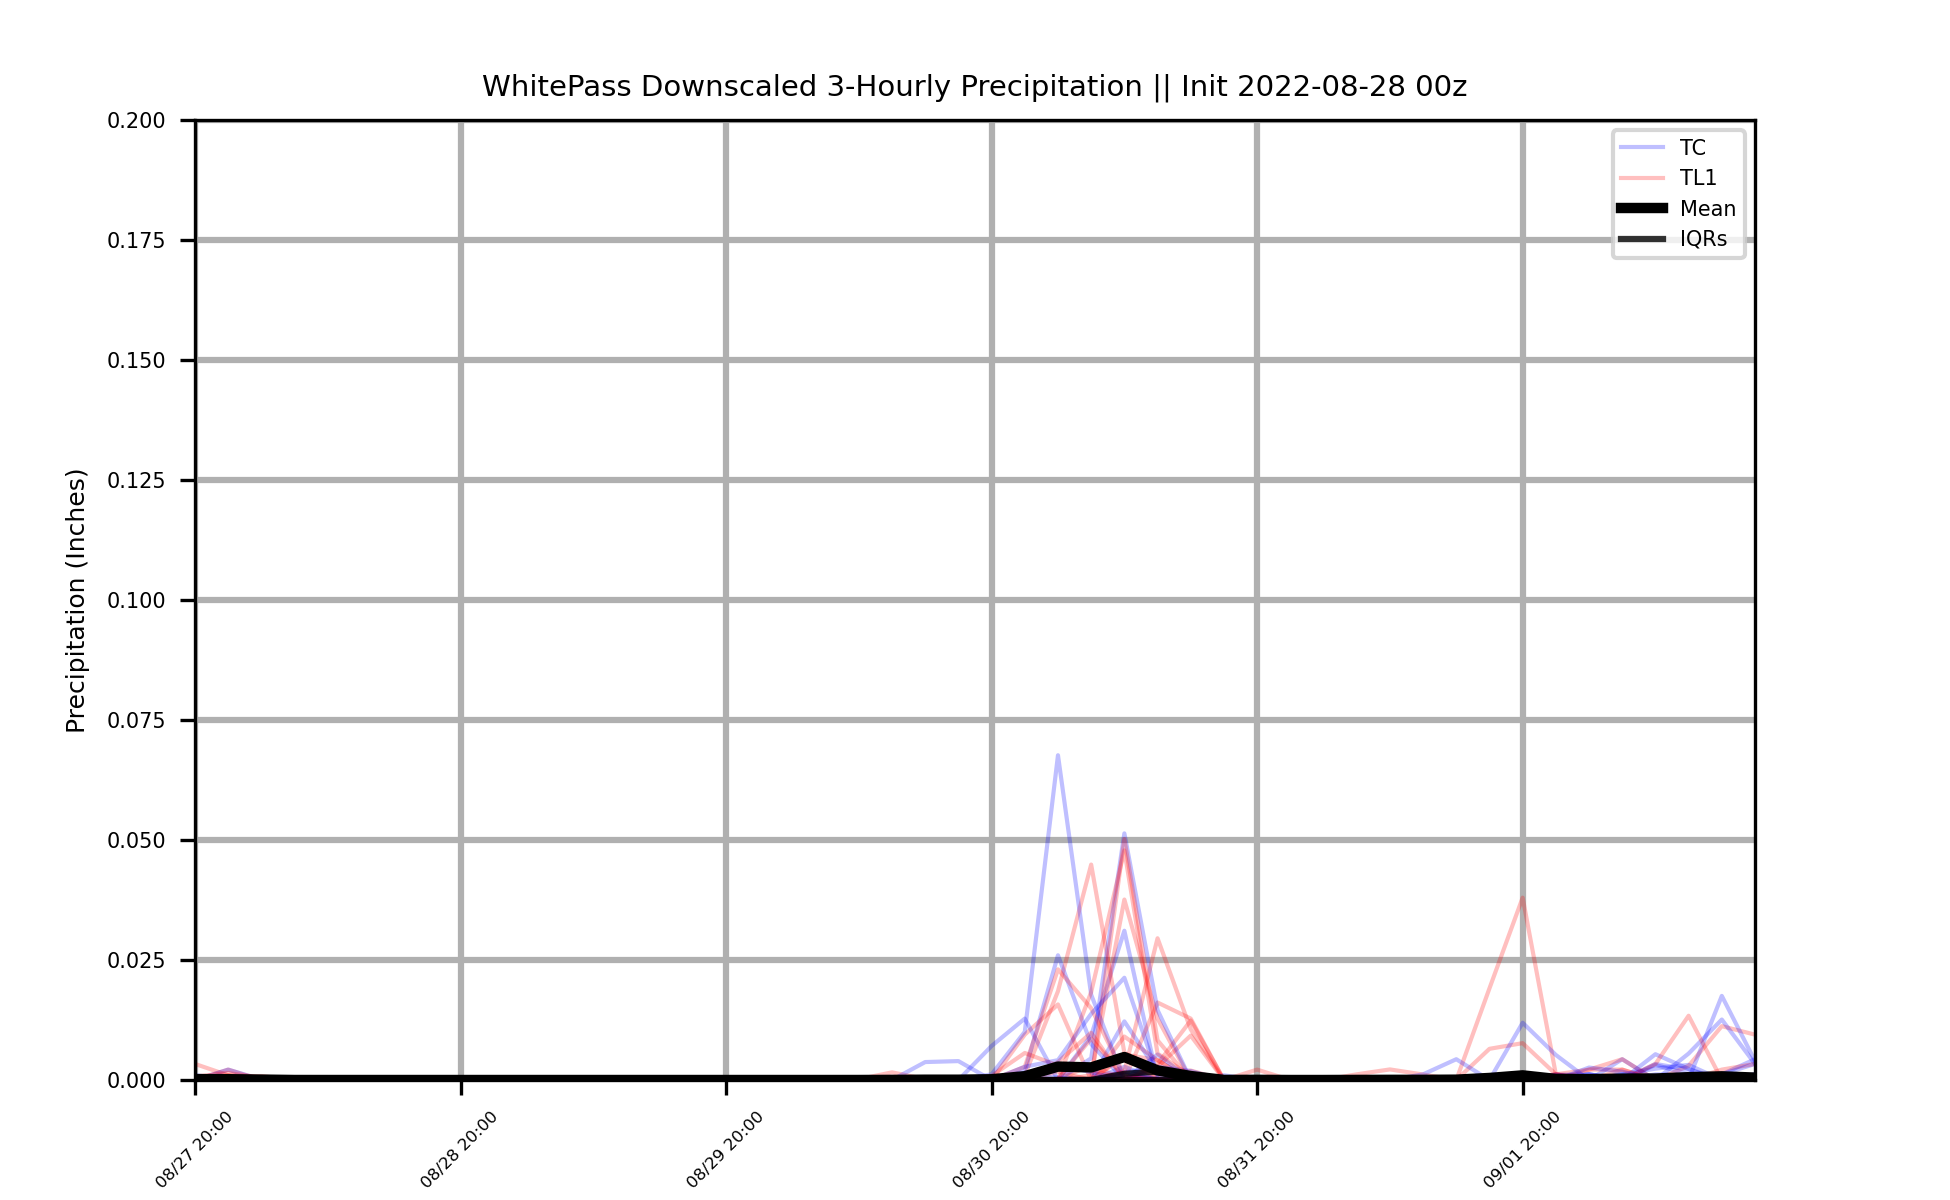 WhitePass Downscaled 3-Hourly Precipitation || Init 2022-08-28 00z
TC
TL1
Mean
IQRs
Precipitation (Inches)
0.200
0.175
0.150
0.125
0.100
0.075
0.050
0.025
0.000
08/27 20:00
08/28 20:00
08/29 20:00
08/30 20:00
08/31 20:00
09/01 20:00